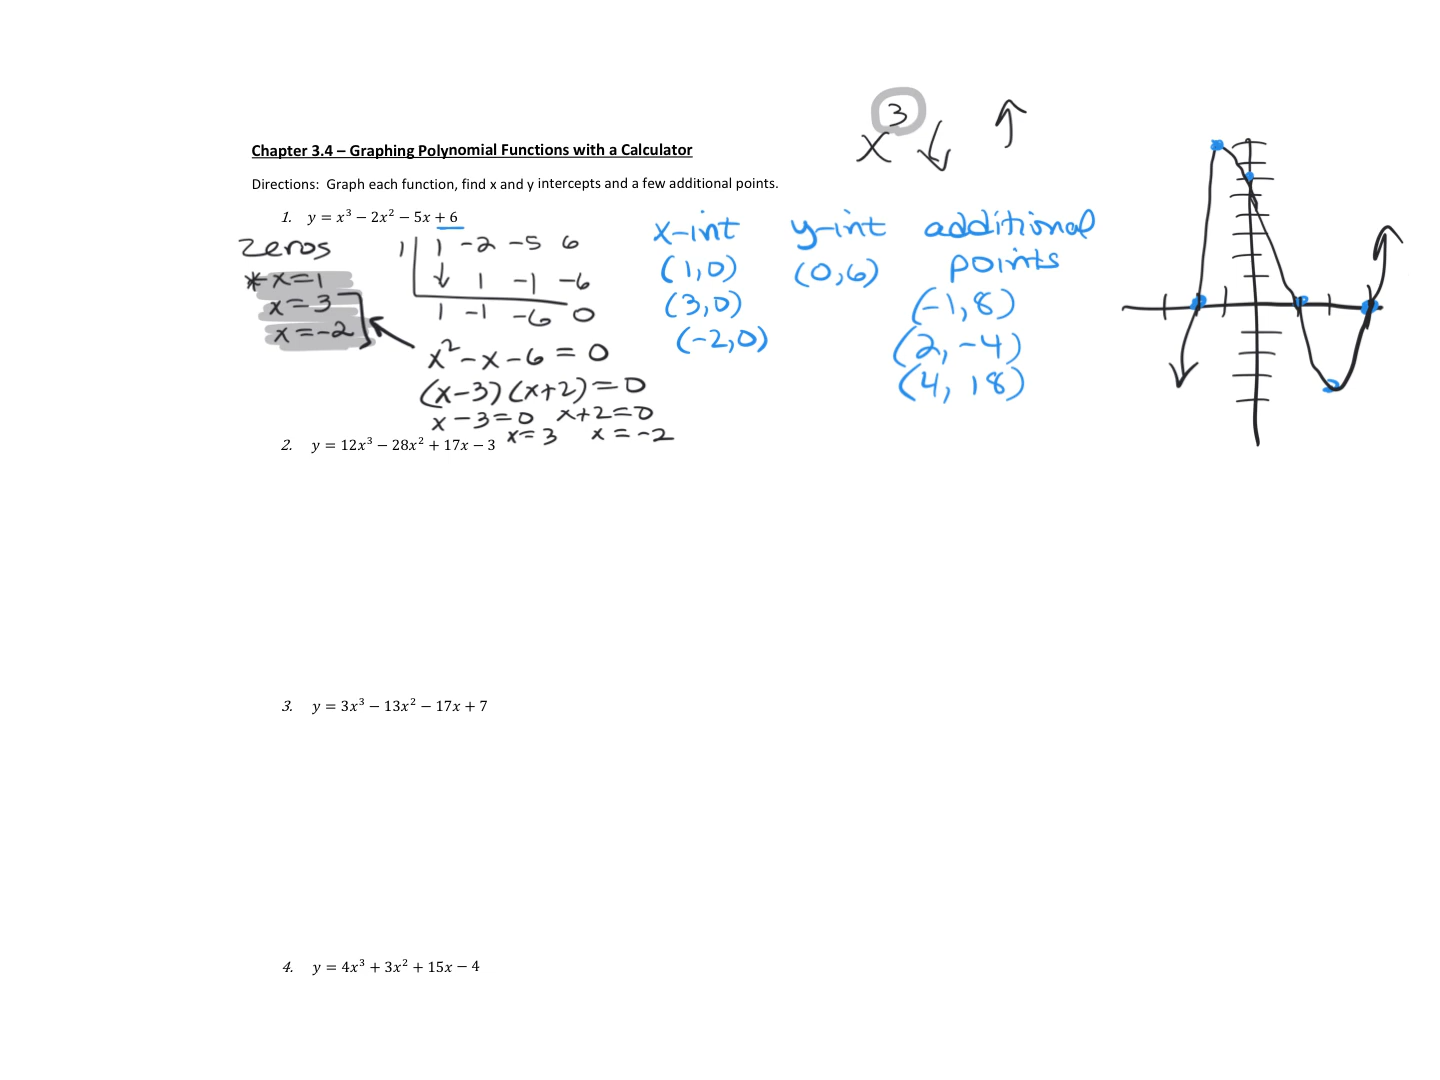 x³
Chapter 3.4 – Graphing Polynomial Functions with a Calculator
Directions: Graph each function, find x and y intercepts and a few additional points.
1. y = x³ − 2x² − 5x + 6
zeros
* x=1
x=3
x=-2
1| 1 -2 -5 6
↓ 1 -1 -6
1 -1 -6 0
x²-x-6=0
(x-3)(x+2)=0
x-3=0 x+2=0
x=3 x=-2
x-int
(1,0)
(3,0)
(-2,0)
y-int
(0,6)
additional
points
(-1,8)
(2,-4)
(4,18)
2. y = 12x³ − 28x² + 17x − 3
3. y = 3x³ − 13x² − 17x + 7
4. y = 4x³ + 3x² + 15x − 4